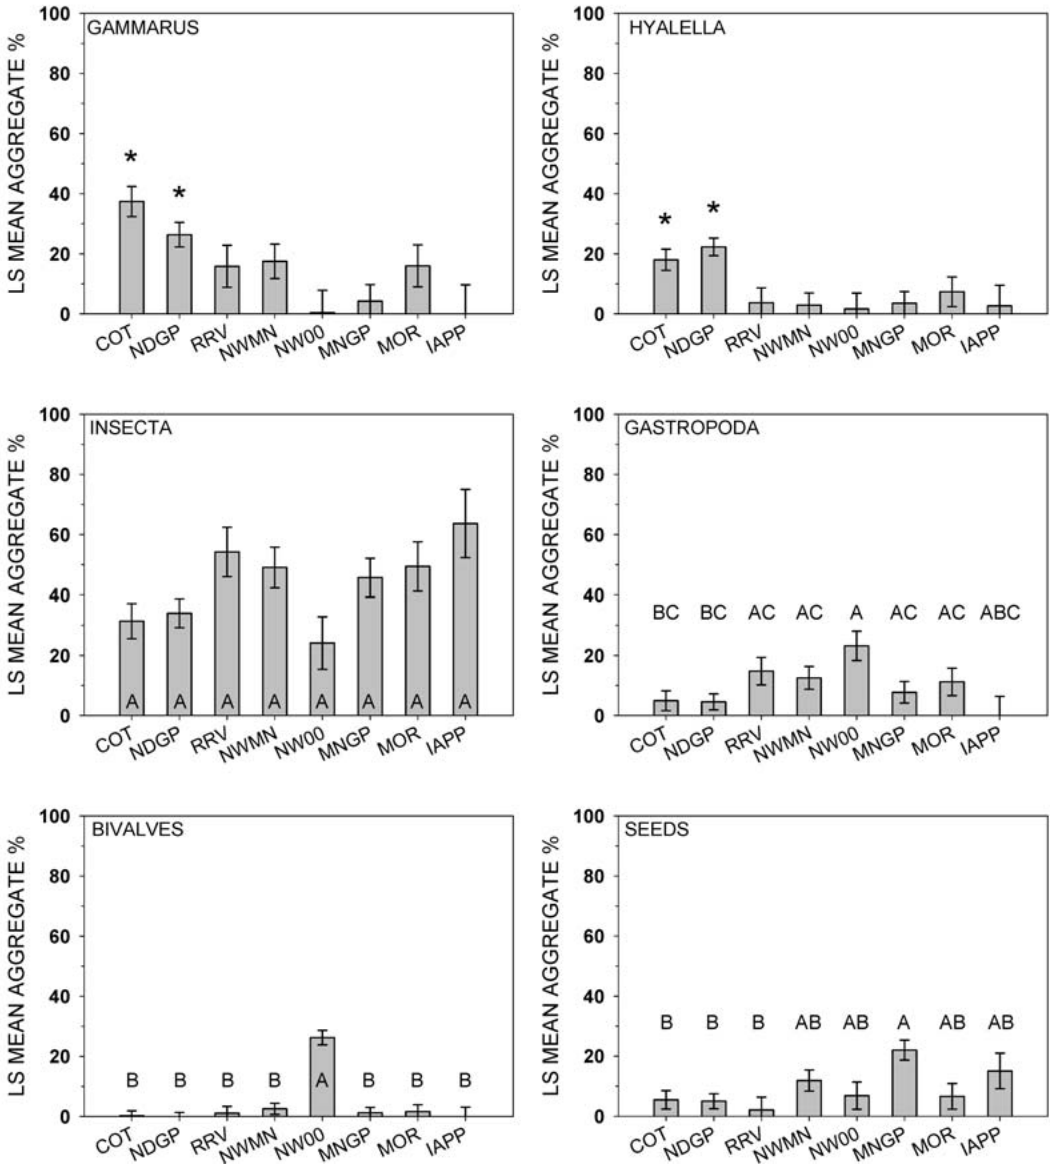 GAMMARUS
LS MEAN AGGREGATE %
100
80
60
40
20
0
* *
COT NDGP RRV NWMN NW00 MNGP MOR IAPP
HYALELLA
LS MEAN AGGREGATE %
100
80
60
40
20
0
* *
COT NDGP RRV NWMN NW00 MNGP MOR IAPP
INSECTA
LS MEAN AGGREGATE %
100
80
60
40
20
0
A A A A A A A A
COT NDGP RRV NWMN NW00 MNGP MOR IAPP
GASTROPODA
LS MEAN AGGREGATE %
100
80
60
40
20
0
BC BC AC AC A AC AC ABC
COT NDGP RRV NWMN NW00 MNGP MOR IAPP
BIVALVES
LS MEAN AGGREGATE %
100
80
60
40
20
0
B B B B A B B B
COT NDGP RRV NWMN NW00 MNGP MOR IAPP
SEEDS
LS MEAN AGGREGATE %
100
80
60
40
20
0
B B B AB AB A AB AB
COT NDGP RRV NWMN NW00 MNGP MOR IAPP